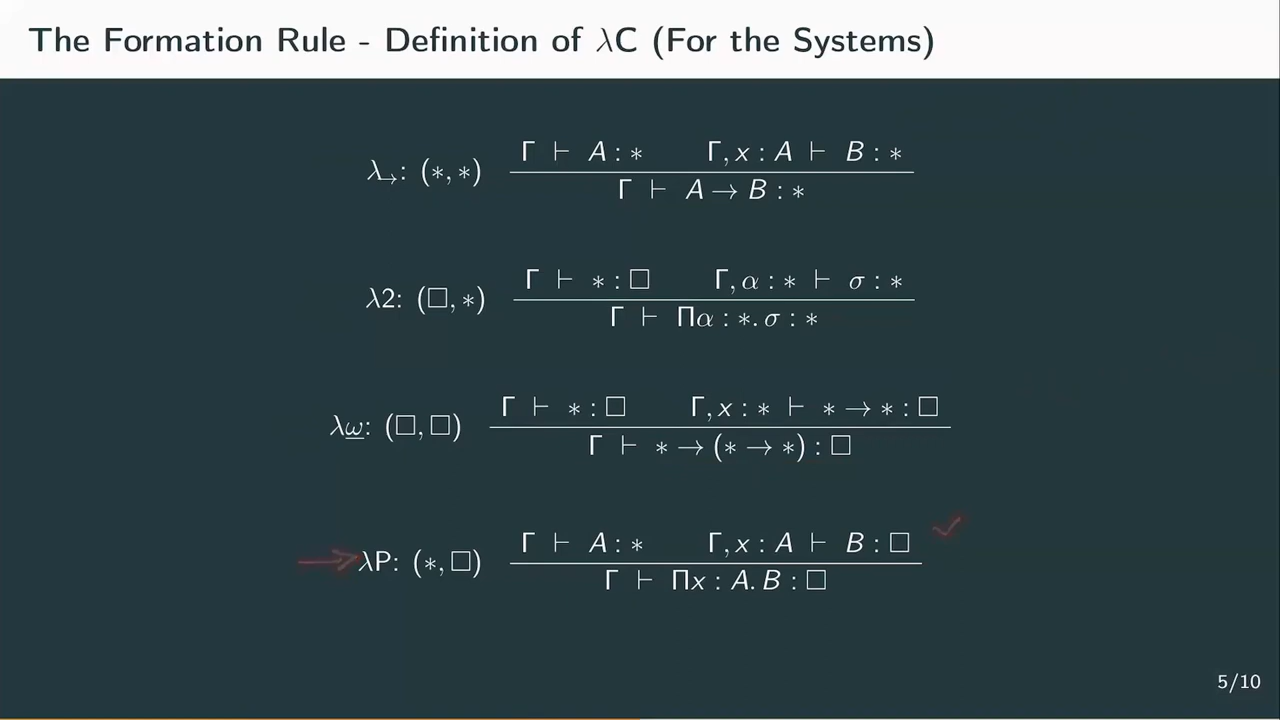 The Formation Rule - Definition of λC (For the Systems)
λ→: (∗, ∗) Γ ⊢ A : ∗ Γ, x : A ⊢ B : ∗
Γ ⊢ A → B : ∗
λ2: (□, ∗) Γ ⊢ ∗ : □ Γ, α : ∗ ⊢ σ : ∗
Γ ⊢ Πα : ∗. σ : ∗
λω̲: (□, □) Γ ⊢ ∗ : □ Γ, x : ∗ ⊢ ∗ → ∗ : □
Γ ⊢ ∗ → (∗ → ∗) : □
λP: (∗, □) Γ ⊢ A : ∗ Γ, x : A ⊢ B : □
Γ ⊢ Πx : A. B : □
5/10